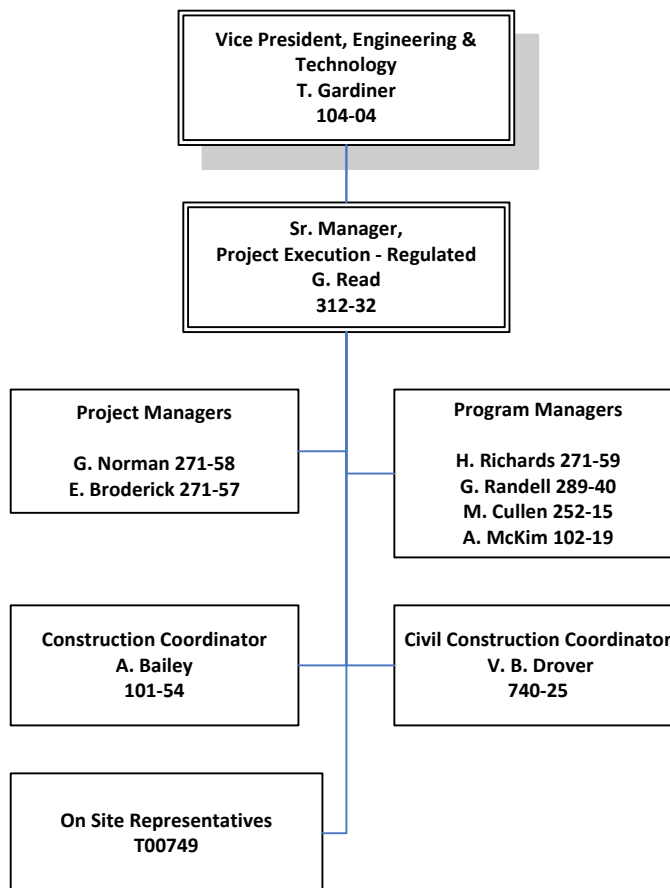 Vice President, Engineering &
Technology
T. Gardiner
104-04
Sr. Manager,
Project Execution - Regulated
G. Read
312-32
Project Managers
G. Norman 271-58
E. Broderick 271-57
Program Managers
H. Richards 271-59
G. Randell 289-40
M. Cullen 252-15
A. McKim 102-19
Construction Coordinator
A. Bailey
101-54
Civil Construction Coordinator
V. B. Drover
740-25
On Site Representatives
T00749